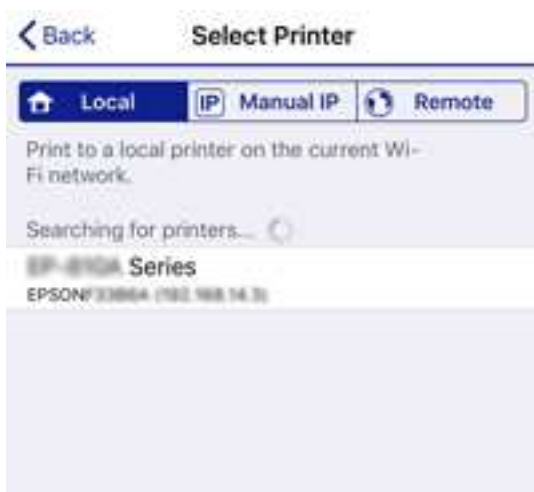 Back Select Printer
Local IP Manual IP Remote
Print to a local printer on the current Wi-
Fi network.
Searching for printers...
Series
EPSON